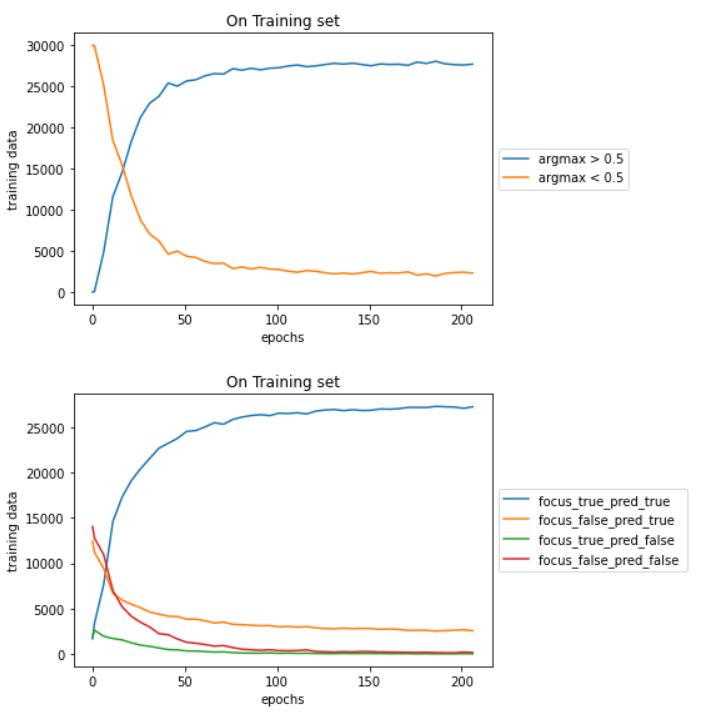 On Training set
30000
25000
20000
15000
10000
5000
0
training data
0 50 100 150 200
epochs
argmax > 0.5
argmax < 0.5
On Training set
25000
20000
15000
10000
5000
0
training data
0 50 100 150 200
epochs
focus_true_pred_true
focus_false_pred_true
focus_true_pred_false
focus_false_pred_false